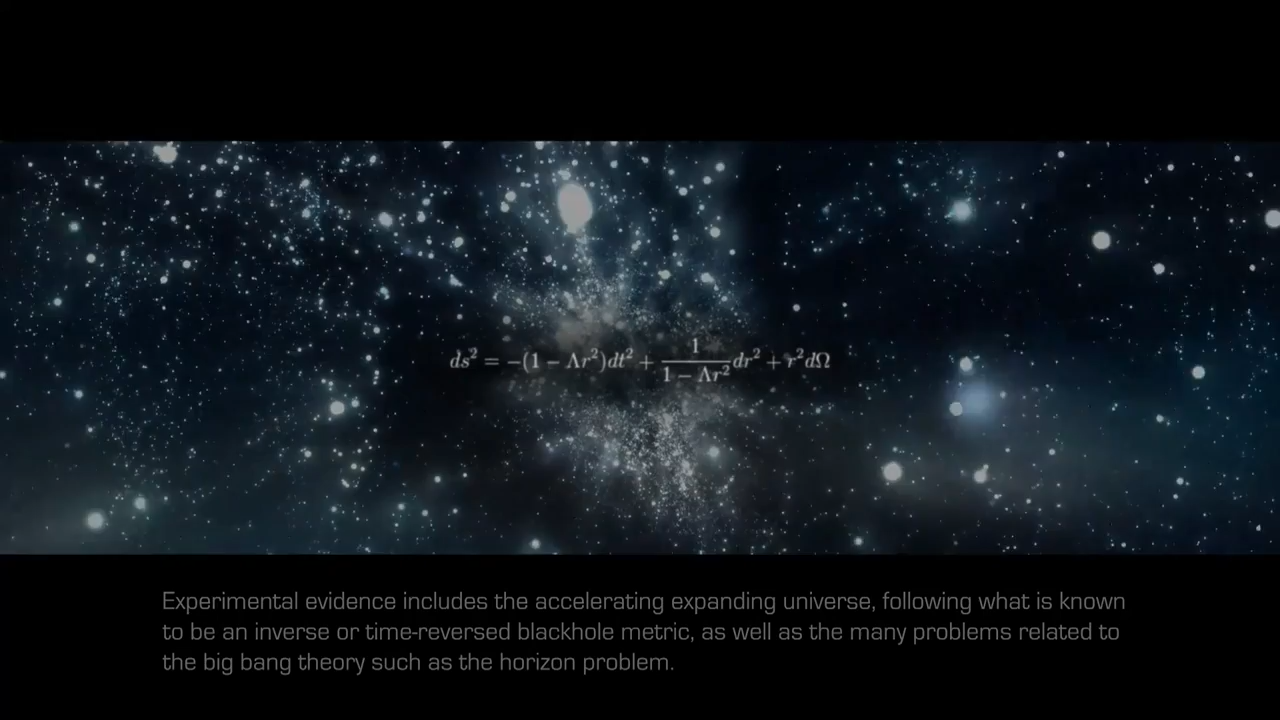 ds² = −(1 − Λr²)dt² + 1/(1 − Λr²) dr² + r²dΩ
Experimental evidence includes the accelerating expanding universe, following what is known
to be an inverse or time-reversed blackhole metric, as well as the many problems related to
the big bang theory such as the horizon problem.